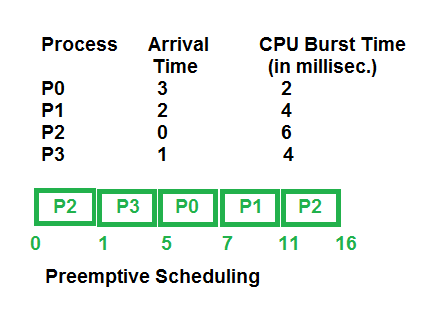 Process Arrival Time CPU Burst Time (in millisec.)
P0 3 2
P1 2 4
P2 0 6
P3 1 4
P2 P3 P0 P1 P2
0 1 5 7 11 16
Preemptive Scheduling